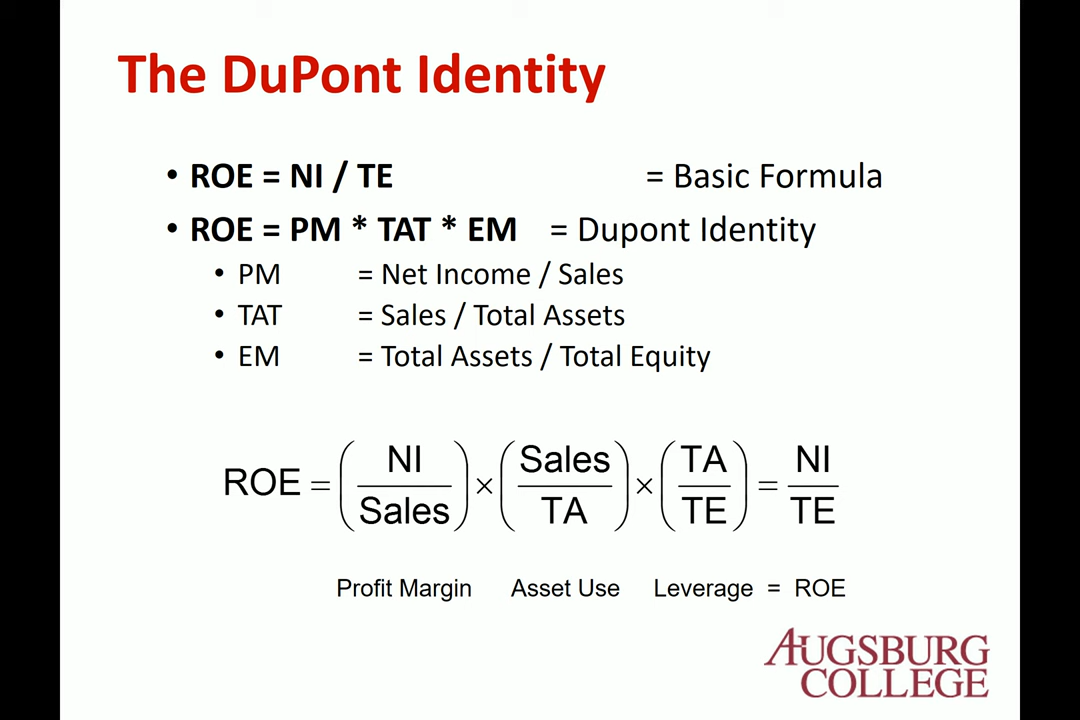 The DuPont Identity
• ROE = NI / TE = Basic Formula
• ROE = PM * TAT * EM = Dupont Identity
• PM = Net Income / Sales
• TAT = Sales / Total Assets
• EM = Total Assets / Total Equity
ROE = (NI / Sales) × (Sales / TA) × (TA / TE) = NI / TE
Profit Margin Asset Use Leverage = ROE
AUGSBURG
COLLEGE